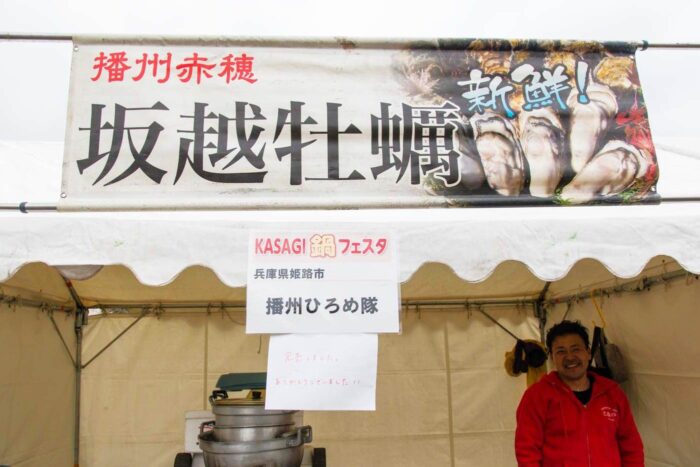 播州赤穂
坂越牡蠣
新鮮!
KASAGI 鍋フェスタ
兵庫県姫路市
播州ひろめ隊
完売しました。
ありがとうございました!!